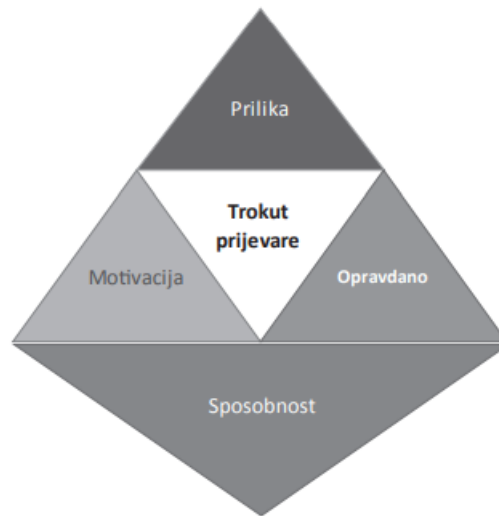 Prilika
Trokut
prijevare
Motivacija
Opravdano
Sposobnost